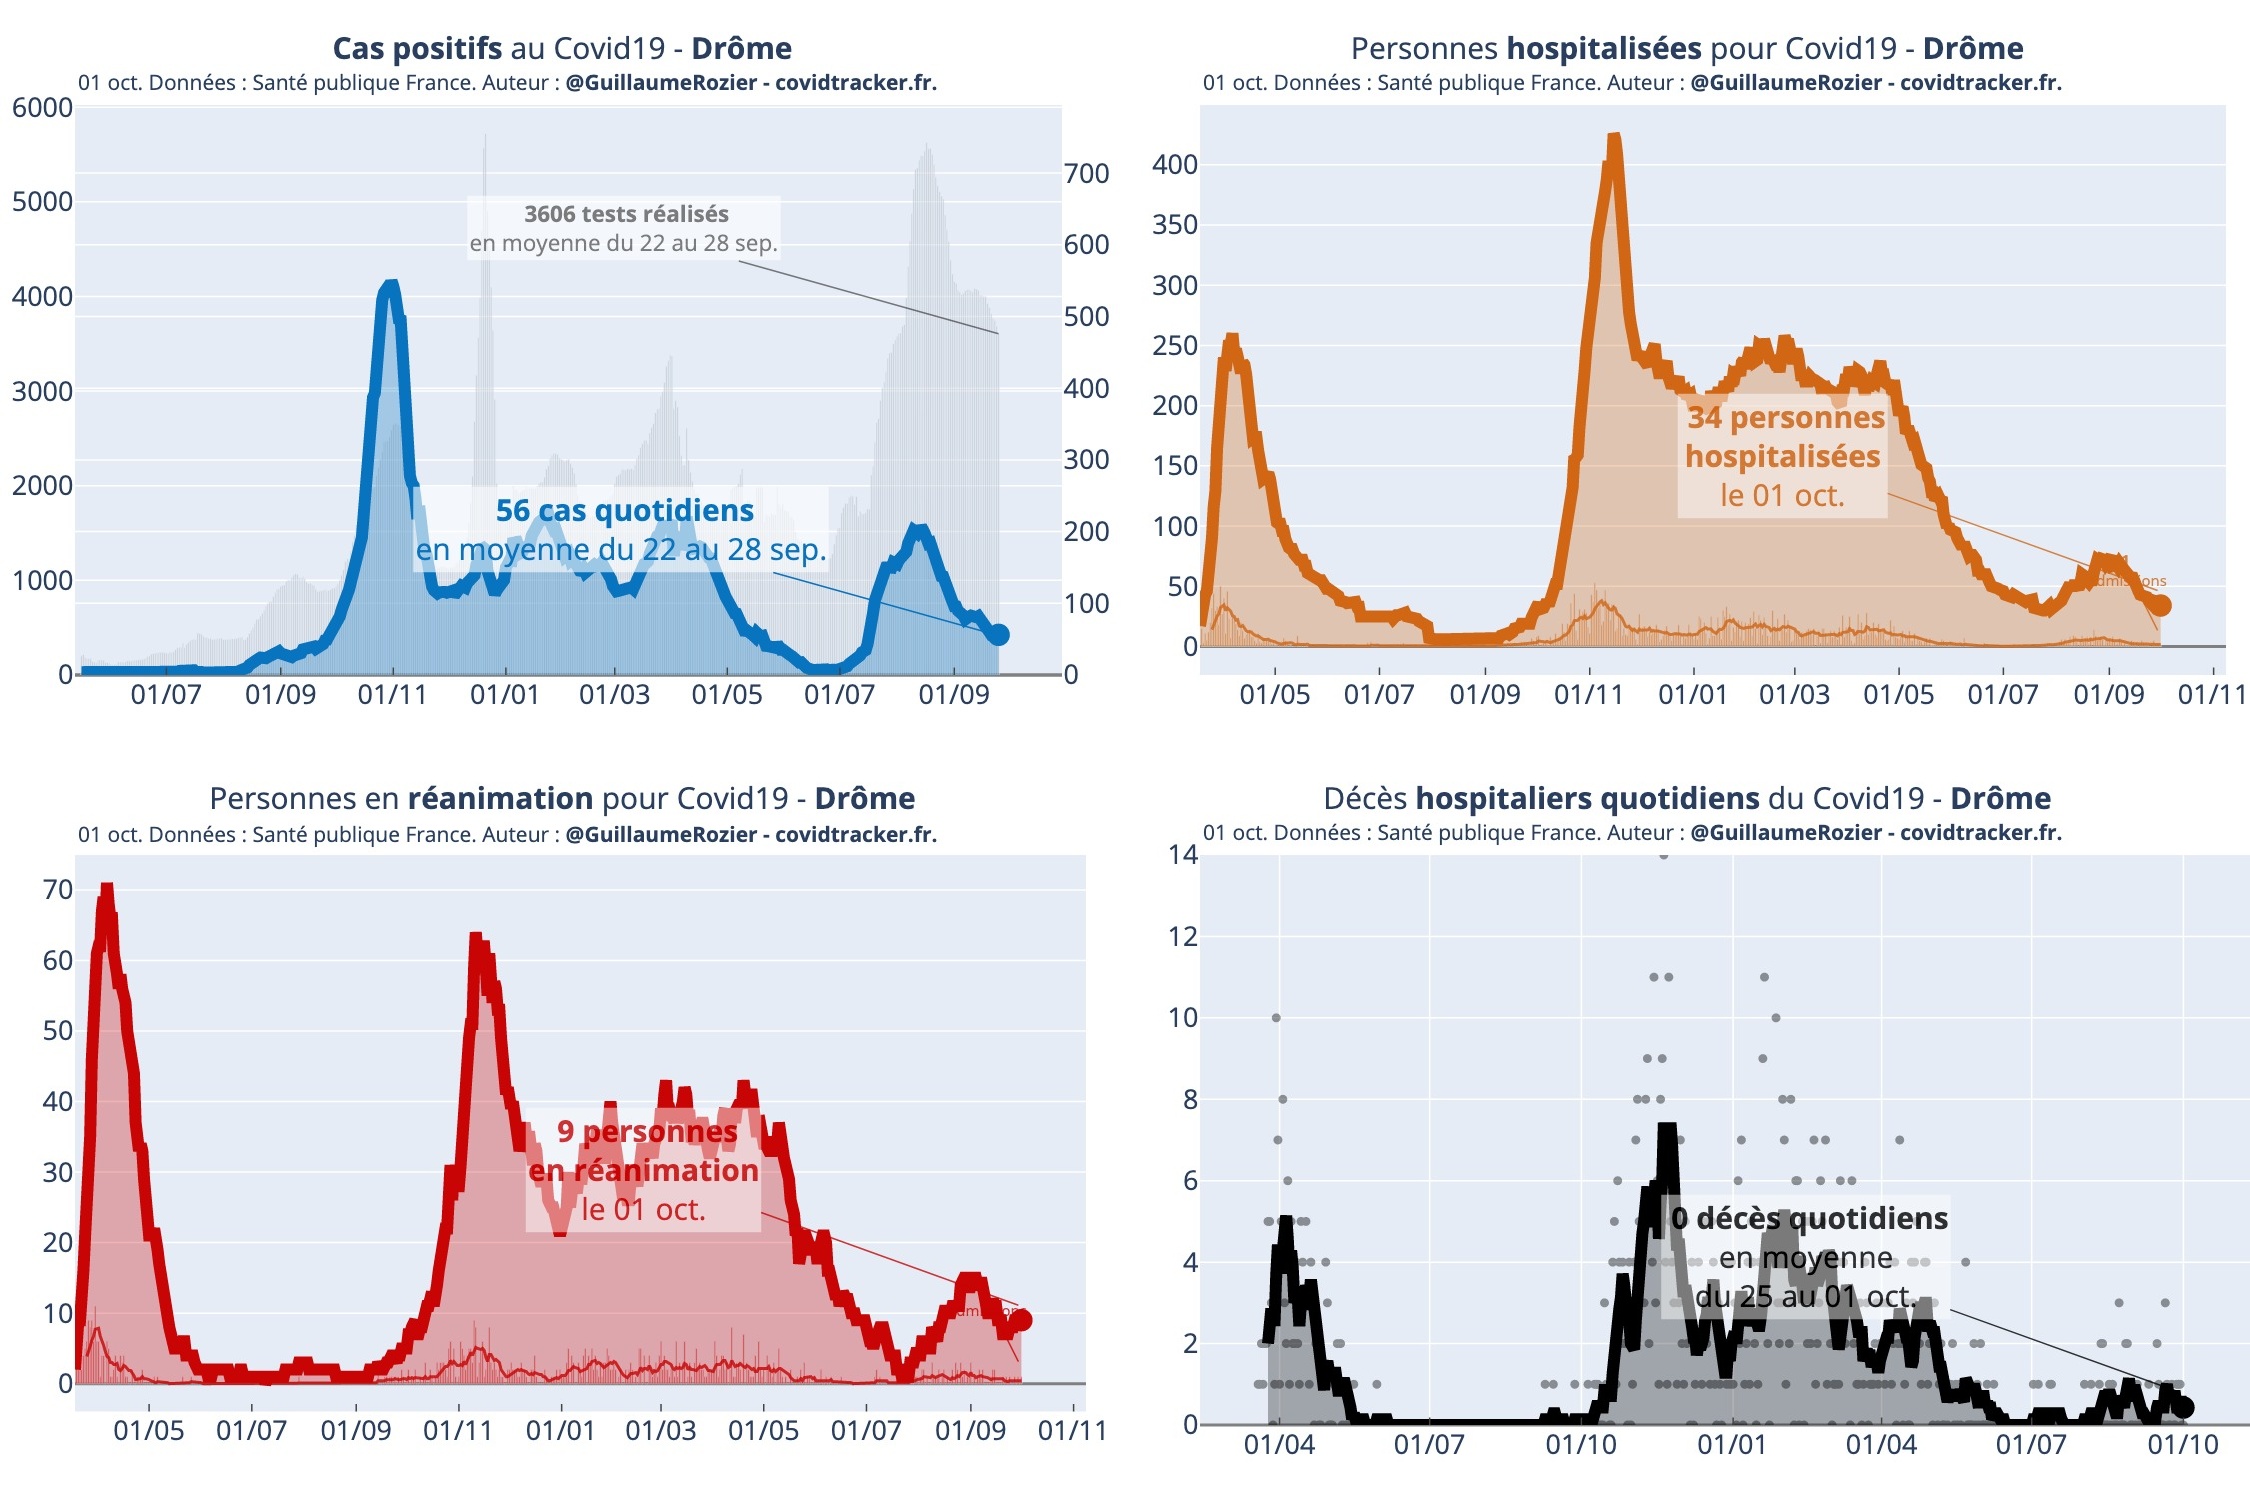 Cas positifs au Covid19 - Drôme
01 oct. Données : Santé publique France. Auteur : @GuillaumeRozier - covidtracker.fr.
6000
5000
4000
3000
2000
1000
0
700
600
500
400
300
200
100
0
3606 tests réalisés
en moyenne du 22 au 28 sep.
56 cas quotidiens
en moyenne du 22 au 28 sep.
01/07 01/09 01/11 01/01 01/03 01/05 01/07 01/09
Personnes hospitalisées pour Covid19 - Drôme
01 oct. Données : Santé publique France. Auteur : @GuillaumeRozier - covidtracker.fr.
400
350
300
250
200
150
100
50
0
34 personnes
hospitalisées
le 01 oct.
01/05 01/07 01/09 01/11 01/01 01/03 01/05 01/07 01/09 01/11
Personnes en réanimation pour Covid19 - Drôme
01 oct. Données : Santé publique France. Auteur : @GuillaumeRozier - covidtracker.fr.
70
60
50
40
30
20
10
0
9 personnes
en réanimation
le 01 oct.
01/05 01/07 01/09 01/11 01/01 01/03 01/05 01/07 01/09 01/11
Décès hospitaliers quotidiens du Covid19 - Drôme
01 oct. Données : Santé publique France. Auteur : @GuillaumeRozier - covidtracker.fr.
14
12
10
8
6
4
2
0
0 décès quotidiens
en moyenne
du 25 au 01 oct.
01/04 01/07 01/10 01/01 01/04 01/07 01/10